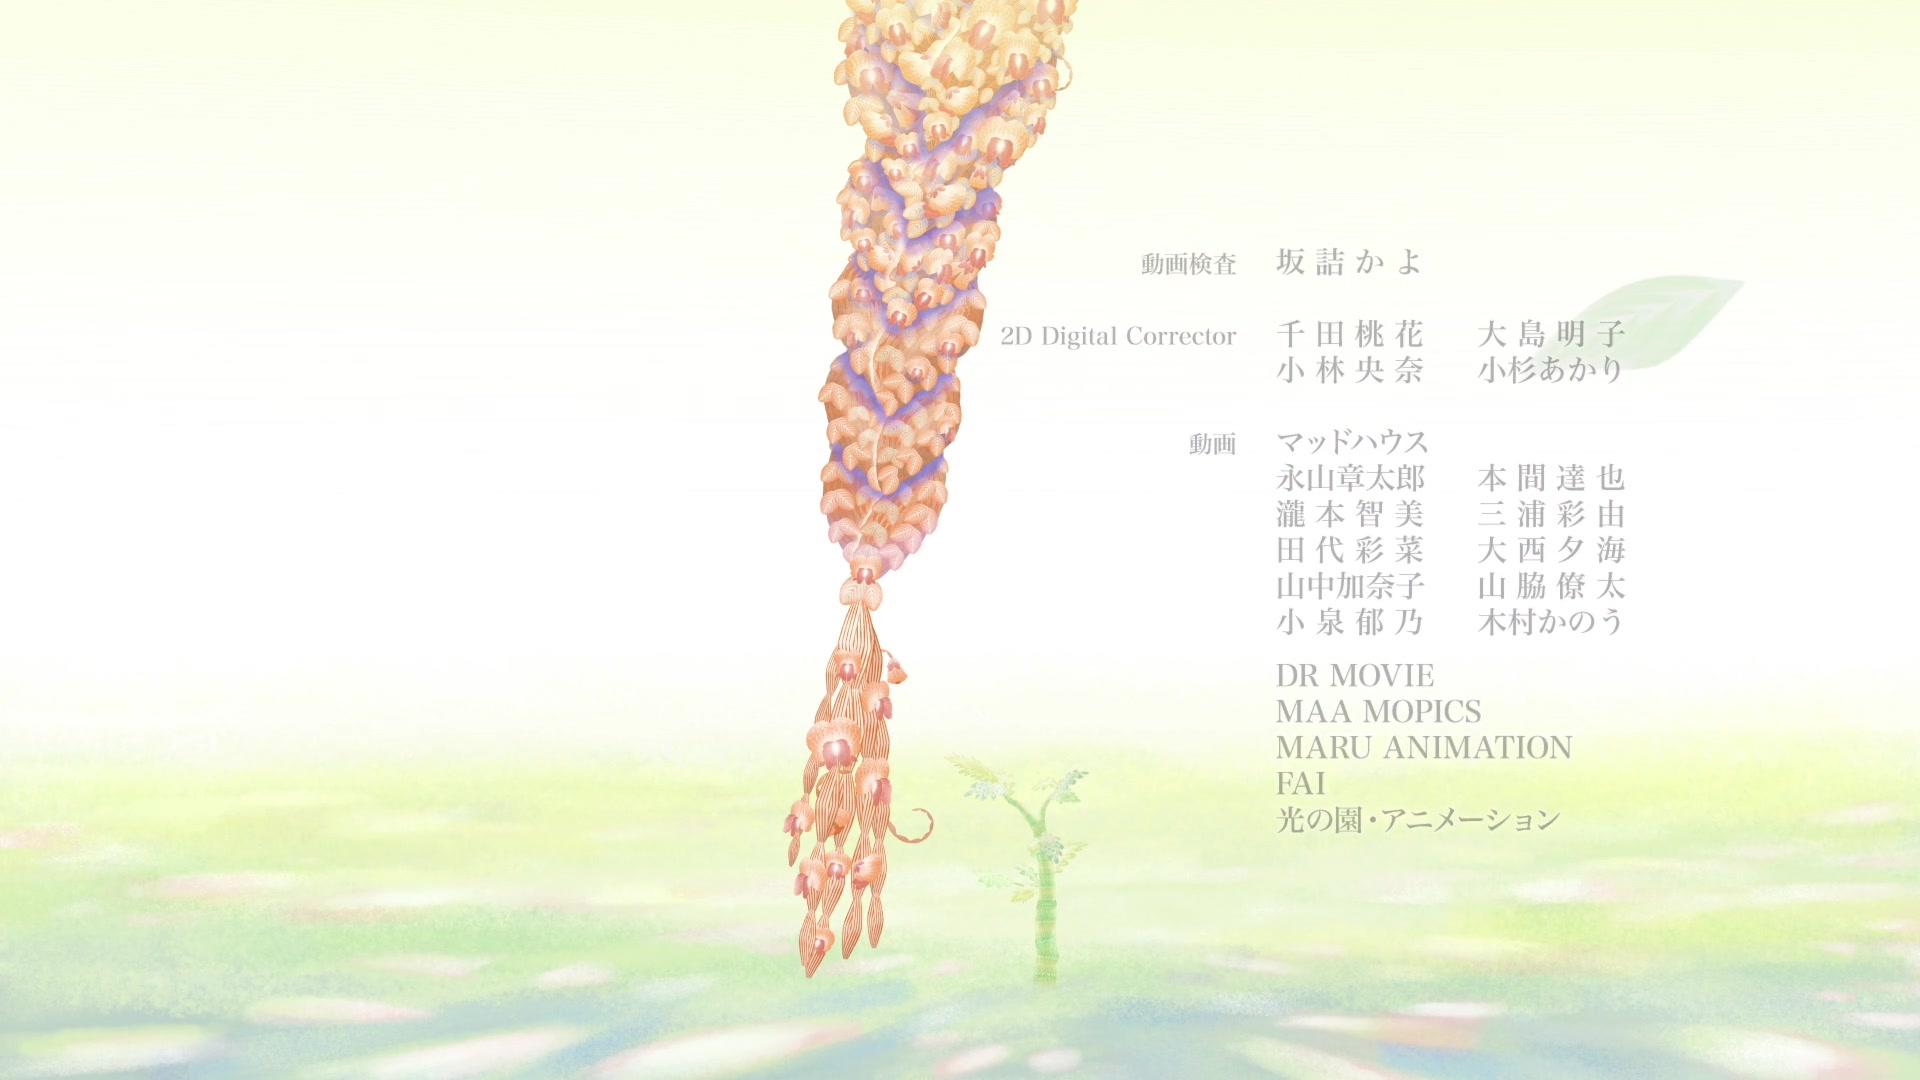 動画検査 坂詰かよ
2D Digital Corrector 千田桃花 大島明子
小林央奈 小杉あかり
動画 マッドハウス
永山章太郎 本間達也
瀧本智美 三浦彩由
田代彩菜 大西夕海
山中加奈子 山脇僚太
小泉郁乃 木村かのう
DR MOVIE
MAA MOPICS
MARU ANIMATION
FAI
光の園・アニメーション